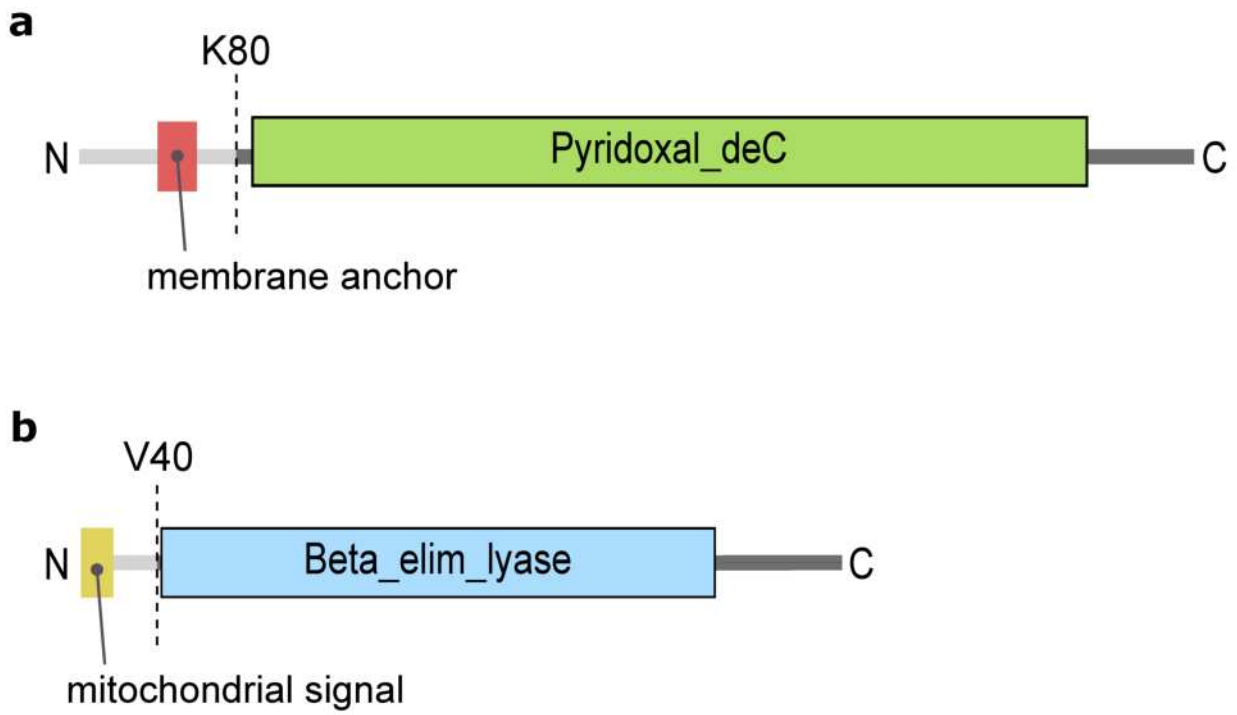 a
K80
N
Pyridoxal_deC
C
membrane anchor
b
V40
N
Beta_elim_lyase
C
mitochondrial signal